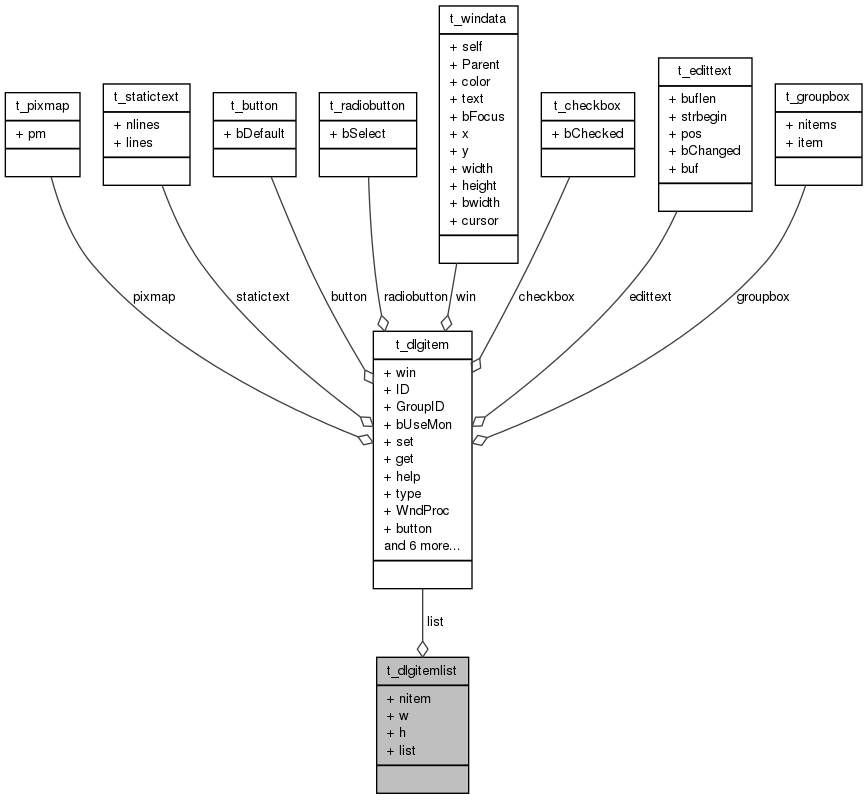 t_windata
+ self
+ Parent
+ color
+ text
+ bFocus
+ x
+ y
+ width
+ height
+ bwidth
+ cursor
t_pixmap
+ pm
t_statictext
+ nlines
+ lines
t_button
+ bDefault
t_radiobutton
+ bSelect
t_checkbox
+ bChecked
t_edittext
+ buflen
+ strbegin
+ pos
+ bChanged
+ buf
t_groupbox
+ nitems
+ item
pixmap
statictext
button
radiobutton
win
checkbox
edittext
groupbox
t_dlgitem
+ win
+ ID
+ GroupID
+ bUseMon
+ set
+ get
+ help
+ type
+ WndProc
+ button
and 6 more...
list
t_dlgitemlist
+ nitem
+ w
+ h
+ list